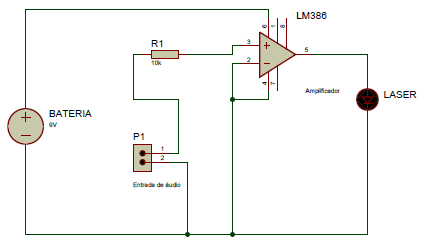 LM386
6
1
8
R1
10k
3
2
5
4
7
Amplificador
LASER
BATERIA
9V
P1
1
2
Entrada de áudio